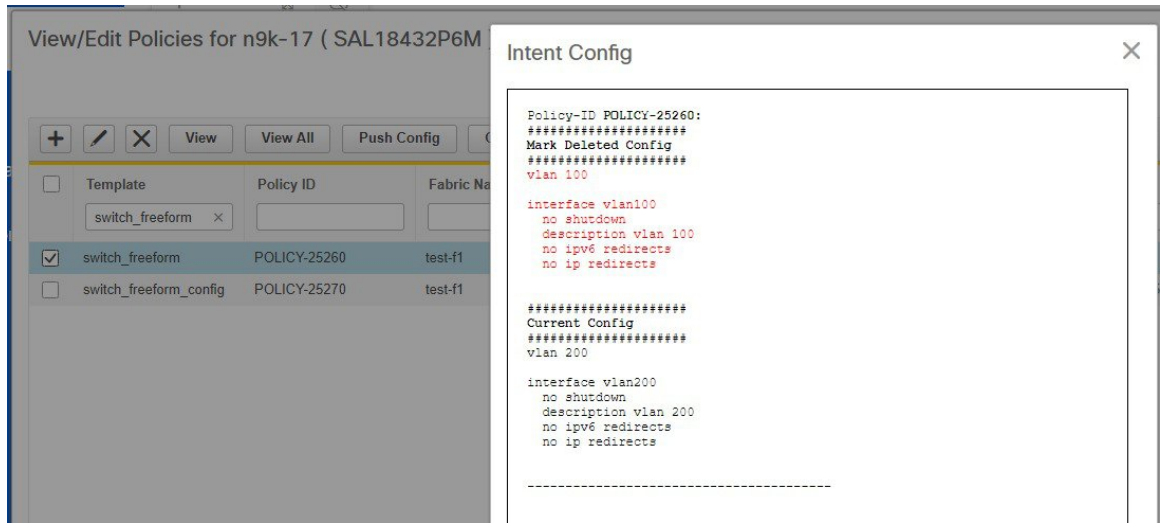 View/Edit Policies for n9k-17 ( SAL18432P6M )
View
View All
Push Config
Template
Policy ID
Fabric Na
switch_freeform ×
switch_freeform
POLICY-25260
test-f1
switch_freeform_config
POLICY-25270
test-f1
Intent Config
Policy-ID POLICY-25260:
#####################
Mark Deleted Config
#####################
vlan 100
interface vlan100
no shutdown
description vlan 100
no ipv6 redirects
no ip redirects
#####################
Current Config
#####################
vlan 200
interface vlan200
no shutdown
description vlan 200
no ipv6 redirects
no ip redirects
----------------------------------------